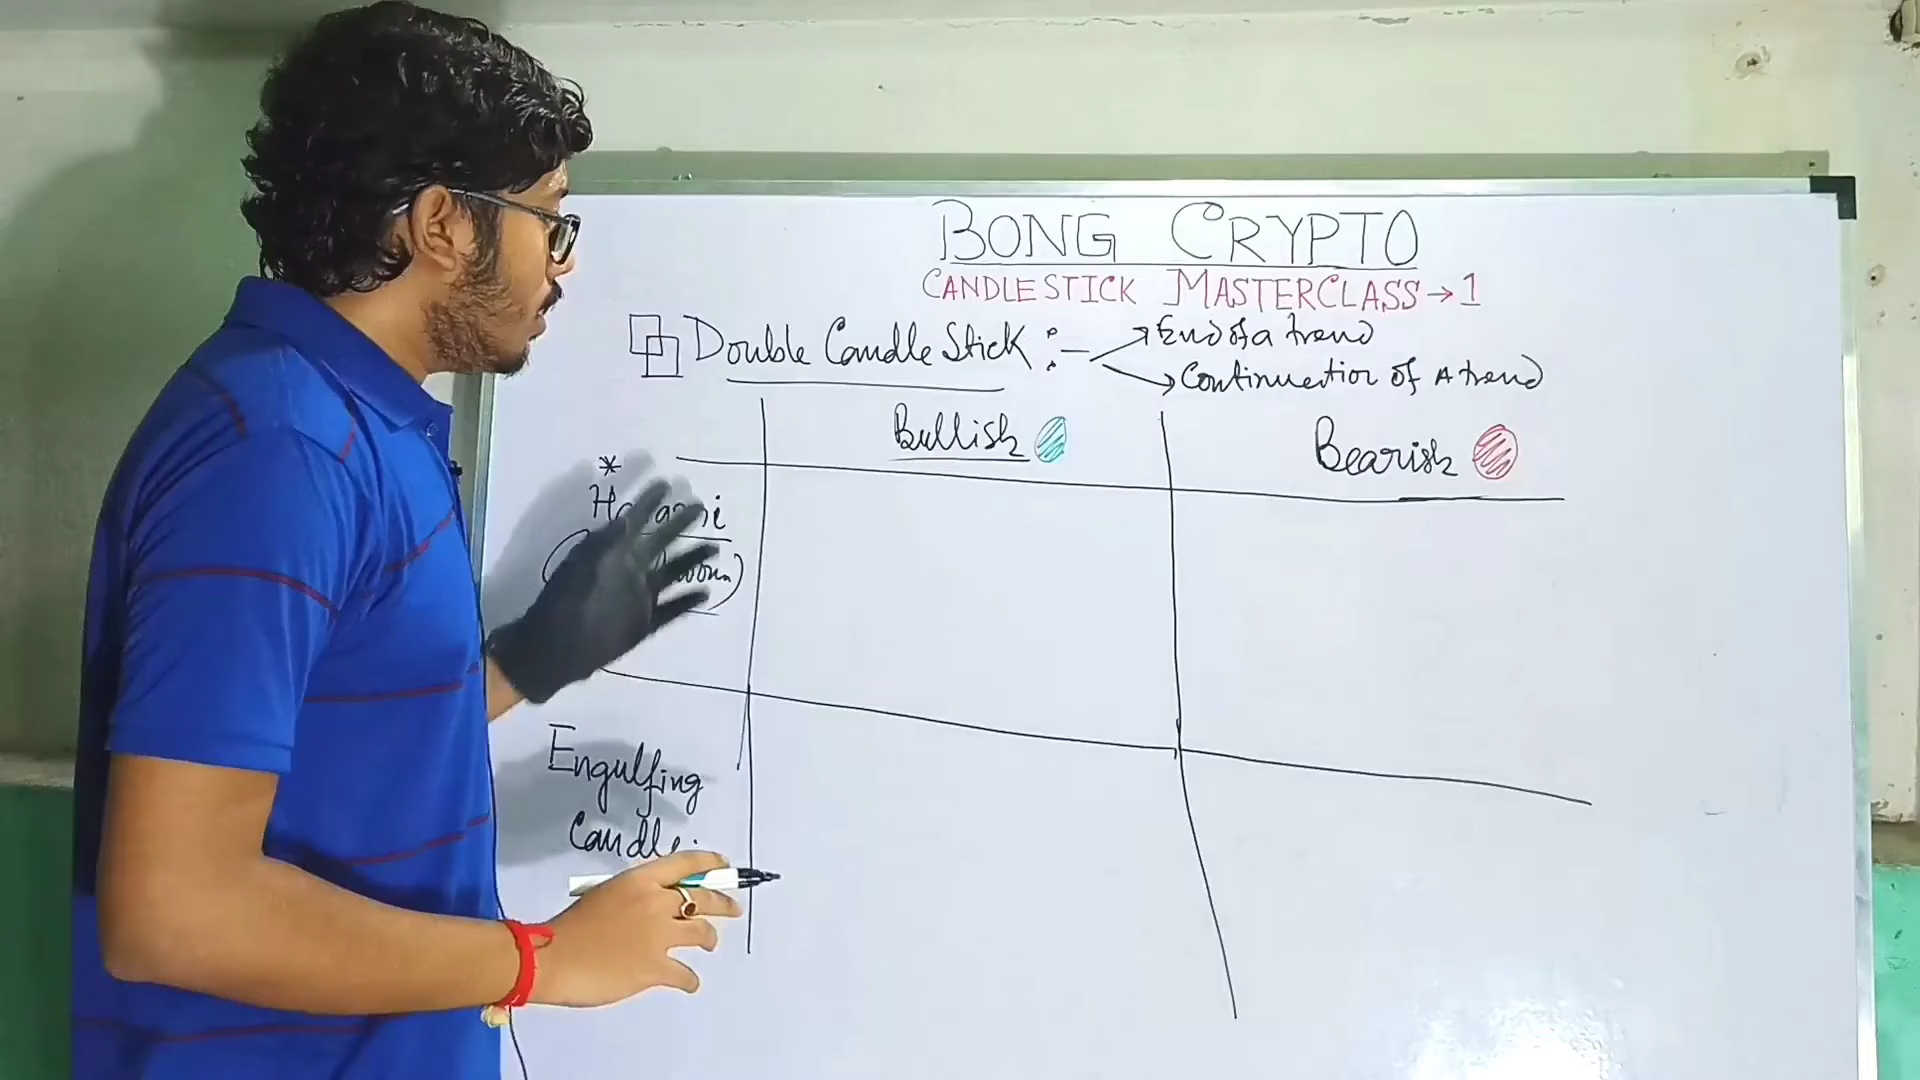 BONG CRYPTO
CANDLESTICK MASTERCLASS → 1
Double Candle Stick :-
→ End of a trend
→ Continuation of A trend
Bullish
Bearish
*
Engulfing
Candle